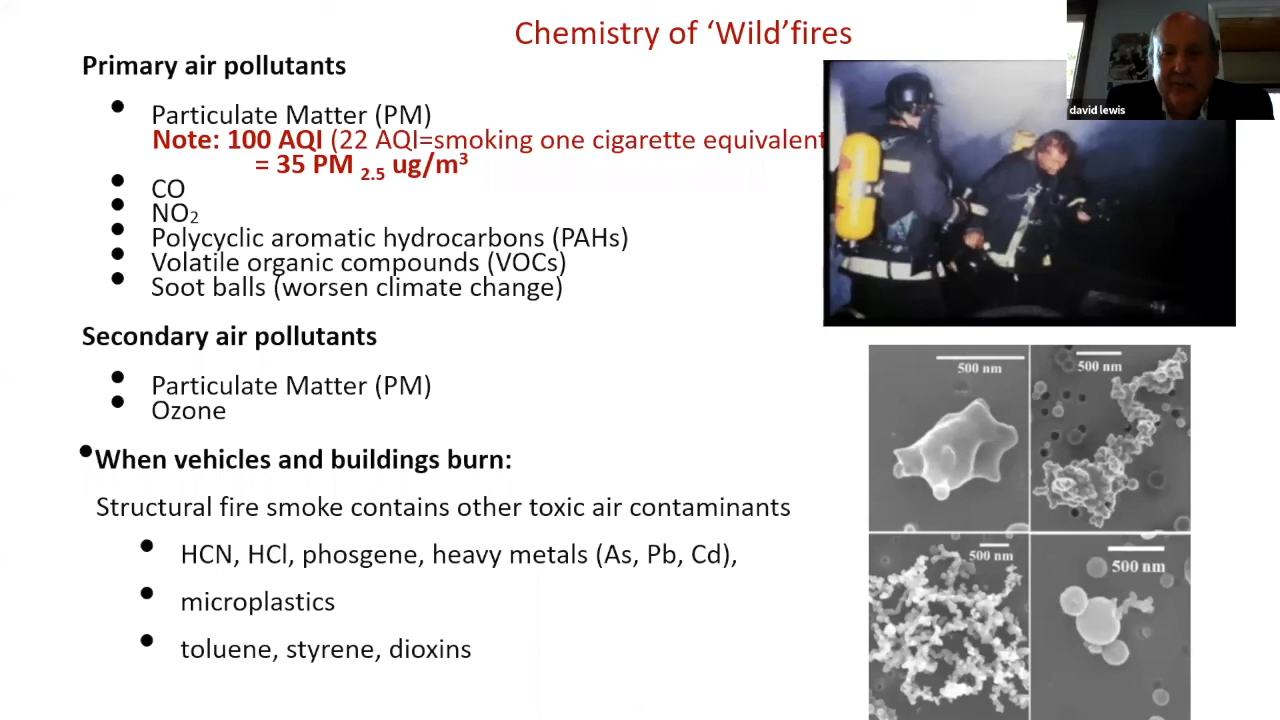 Chemistry of ‘Wild’fires
Primary air pollutants
• Particulate Matter (PM)
Note: 100 AQI (22 AQI=smoking one cigarette equivalent
= 35 PM 2.5 ug/m³
• CO
• NO₂
• Polycyclic aromatic hydrocarbons (PAHs)
• Volatile organic compounds (VOCs)
• Soot balls (worsen climate change)
Secondary air pollutants
• Particulate Matter (PM)
• Ozone
• When vehicles and buildings burn:
Structural fire smoke contains other toxic air contaminants
• HCN, HCl, phosgene, heavy metals (As, Pb, Cd),
• microplastics
• toluene, styrene, dioxins
david lewis
500 nm
500 nm
500 nm
500 nm